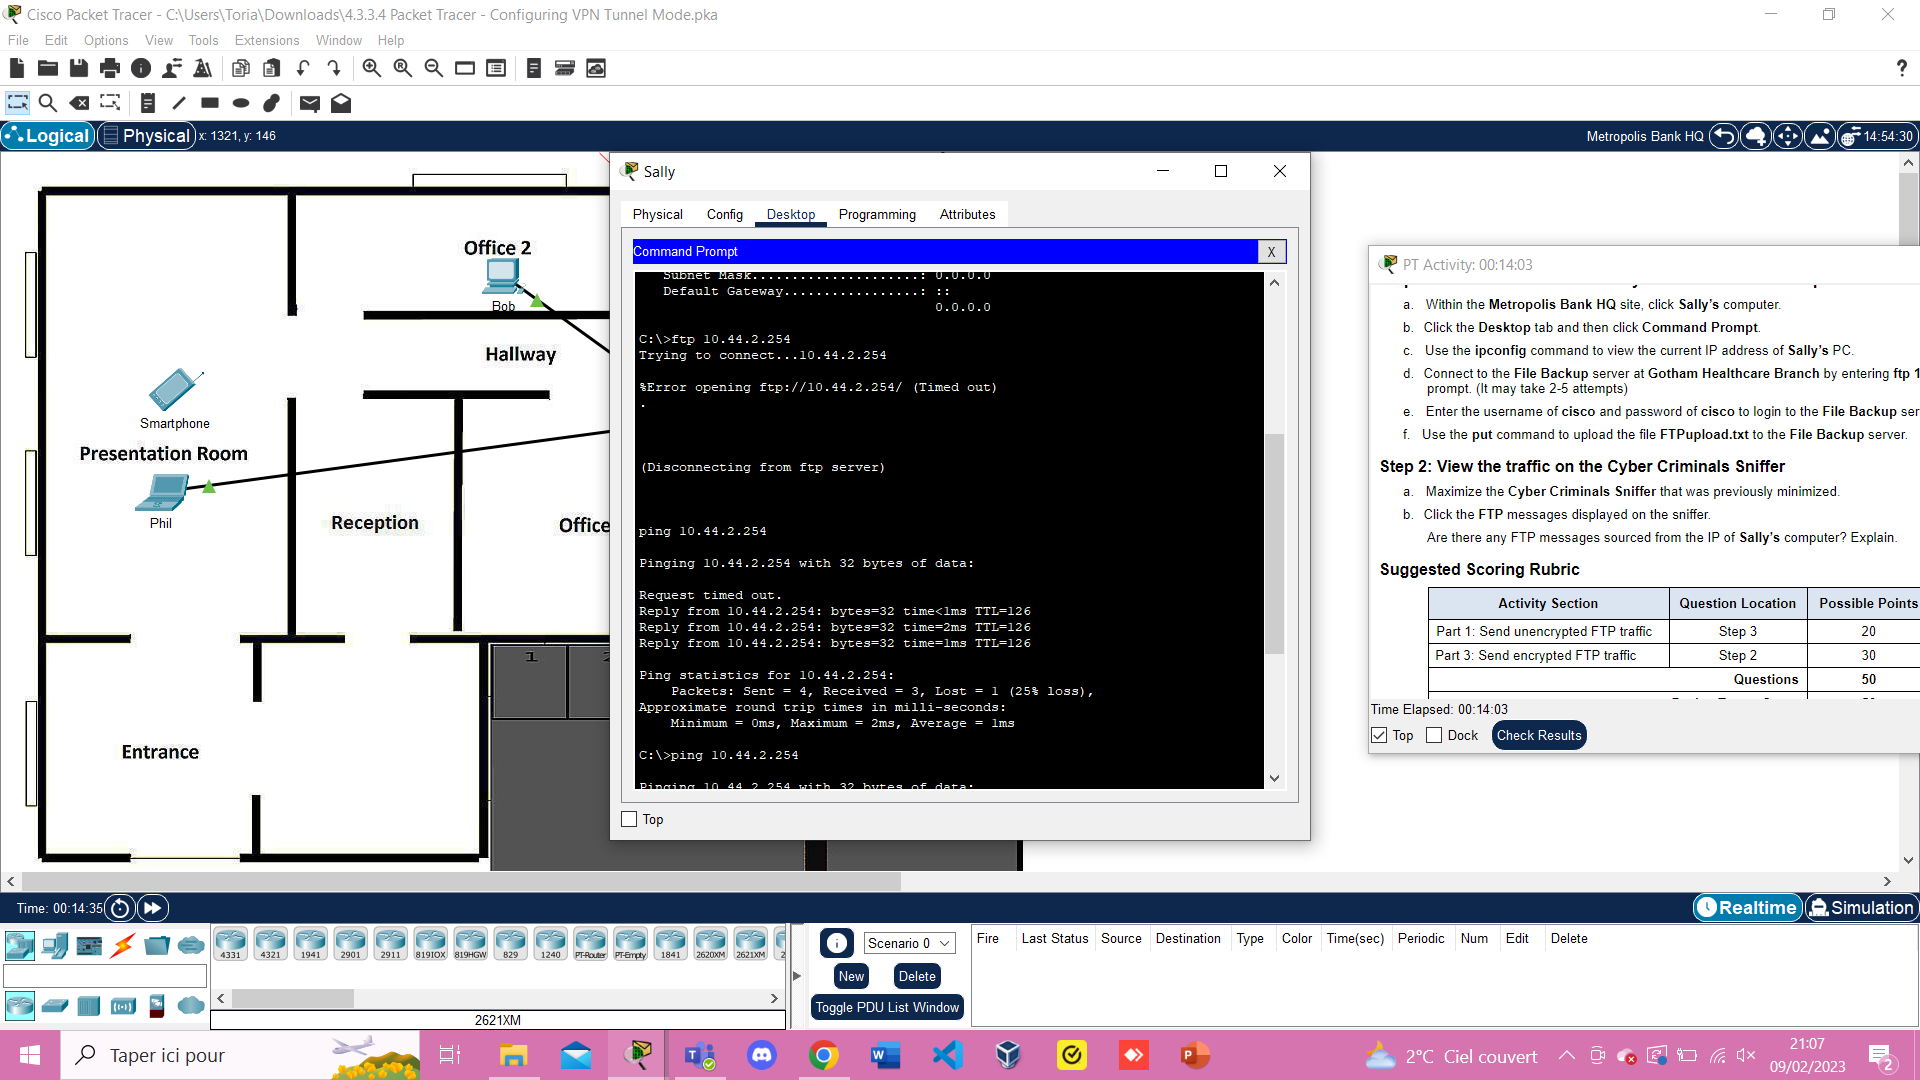 Cisco Packet Tracer - C:\Users\Toria\Downloads\4.3.3.4 Packet Tracer - Configuring VPN Tunnel Mode.pka
File Edit Options View Tools Extensions Window Help
?
Logical Physical x: 1321, y: 146
Metropolis Bank HQ 14:54:30
Office 2
Bob
Hallway
Smartphone
Presentation Room
Phil
Reception
Office
Entrance
1 2
Sally
Physical Config Desktop Programming Attributes
Command Prompt X
Subnet Mask.....................: 0.0.0.0
Default Gateway.................: ::
0.0.0.0
C:\>ftp 10.44.2.254
Trying to connect...10.44.2.254
%Error opening ftp://10.44.2.254/ (Timed out)
.
(Disconnecting from ftp server)
ping 10.44.2.254
Pinging 10.44.2.254 with 32 bytes of data:
Request timed out.
Reply from 10.44.2.254: bytes=32 time<1ms TTL=126
Reply from 10.44.2.254: bytes=32 time=2ms TTL=126
Reply from 10.44.2.254: bytes=32 time=1ms TTL=126
Ping statistics for 10.44.2.254:
Packets: Sent = 4, Received = 3, Lost = 1 (25% loss),
Approximate round trip times in milli-seconds:
Minimum = 0ms, Maximum = 2ms, Average = 1ms
C:\>ping 10.44.2.254
Pinging 10.44.2.254 with 32 bytes of data:
Top
PT Activity: 00:14:03
a. Within the Metropolis Bank HQ site, click Sally's computer.
b. Click the Desktop tab and then click Command Prompt.
c. Use the ipconfig command to view the current IP address of Sally's PC.
d. Connect to the File Backup server at Gotham Healthcare Branch by entering ftp 1
prompt. (It may take 2-5 attempts)
e. Enter the username of cisco and password of cisco to login to the File Backup ser
f. Use the put command to upload the file FTPupload.txt to the File Backup server.
Step 2: View the traffic on the Cyber Criminals Sniffer
a. Maximize the Cyber Criminals Sniffer that was previously minimized.
b. Click the FTP messages displayed on the sniffer.
Are there any FTP messages sourced from the IP of Sally's computer? Explain.
Suggested Scoring Rubric
Activity Section Question Location Possible Points
Part 1: Send unencrypted FTP traffic Step 3 20
Part 3: Send encrypted FTP traffic Step 2 30
Questions 50
Time Elapsed: 00:14:03
Top Dock Check Results
Time: 00:14:35
Realtime Simulation
4331 4321 1941 2901 2911 819IOX 819HGW 829 1240 PT-Router PT-Empty 1841 2620XM 2621XM 2
2621XM
Scenario 0
New Delete
Toggle PDU List Window
Fire Last Status Source Destination Type Color Time(sec) Periodic Num Edit Delete
Taper ici pour
2°C Ciel couvert
21:07
09/02/2023
2